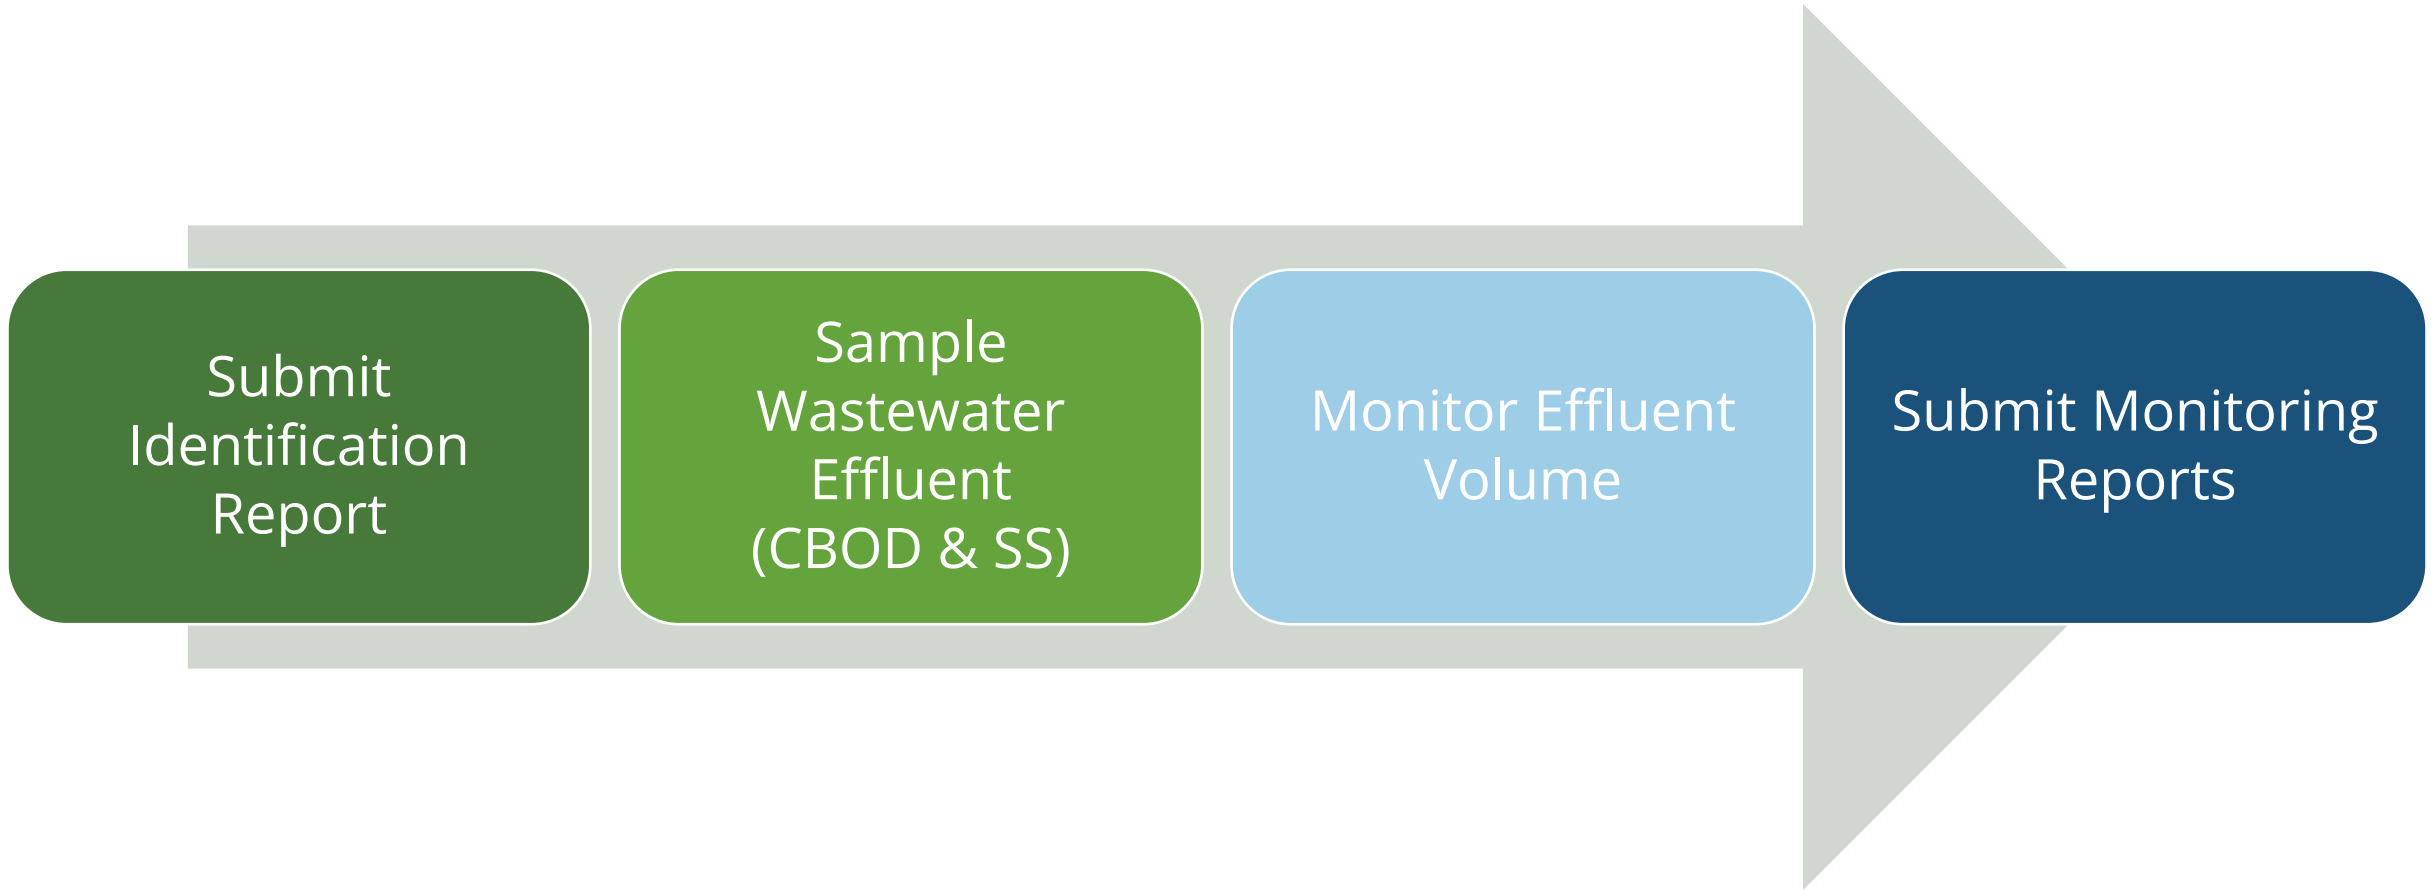 Submit
Identification
Report
Sample
Wastewater
Effluent
(CBOD & SS)
Monitor Effluent
Volume
Submit Monitoring
Reports